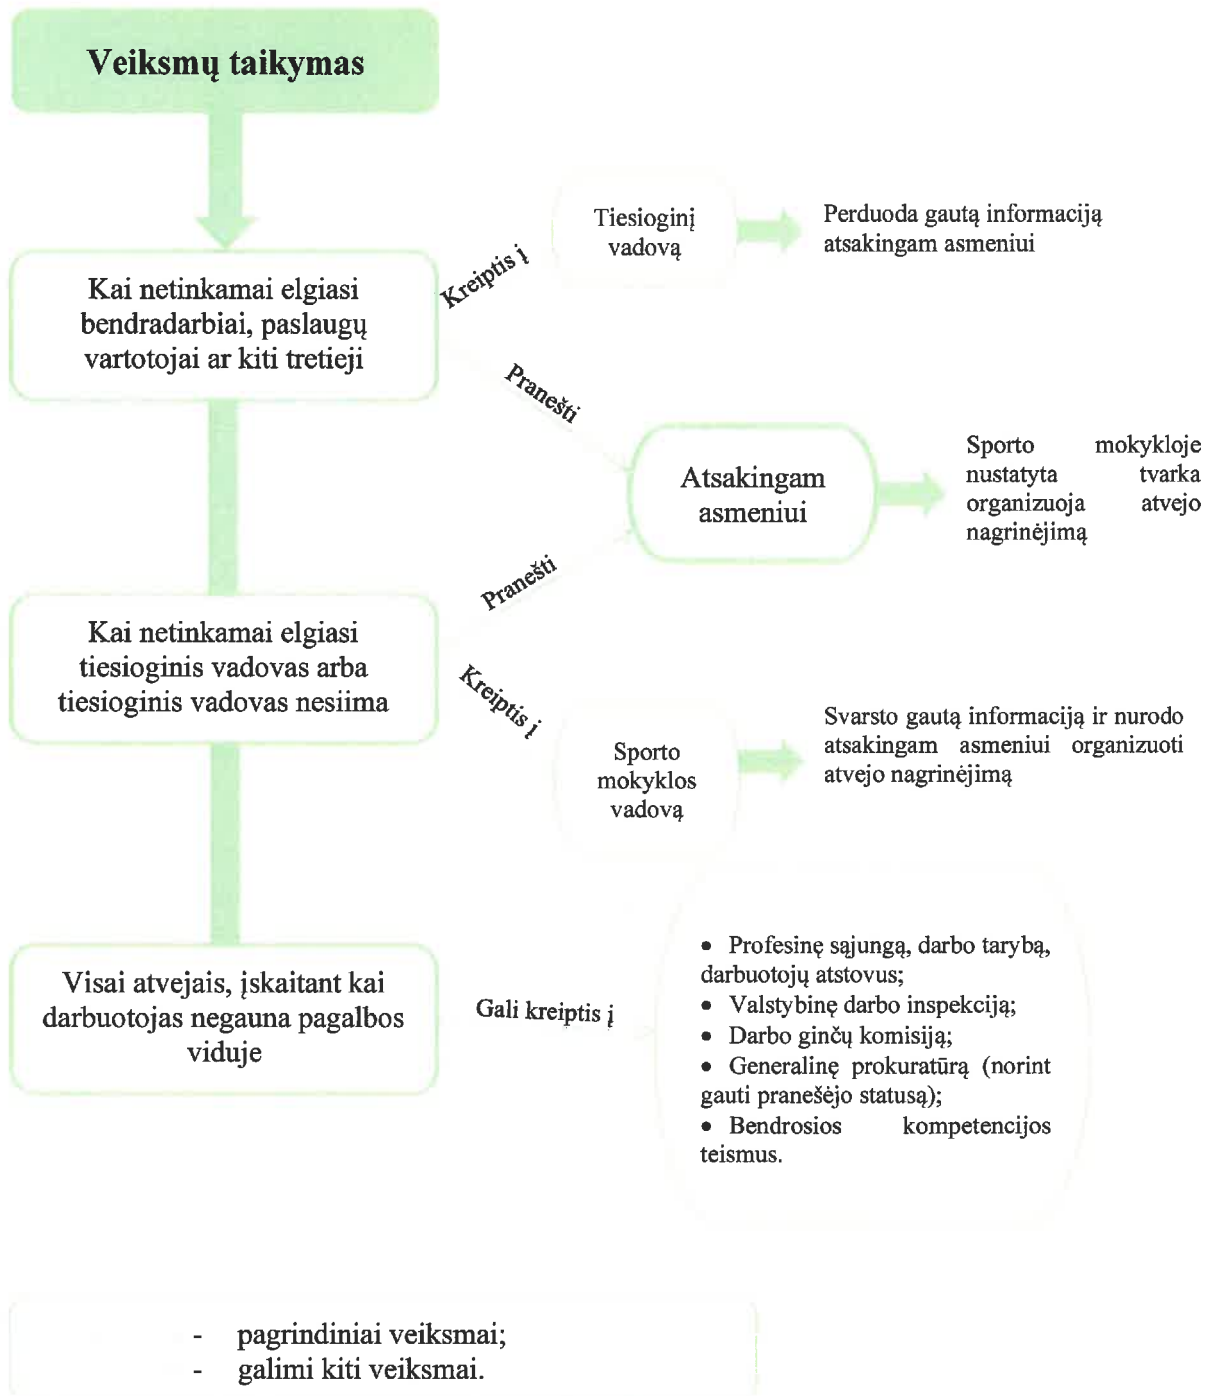 Veiksmų taikymas
Kai netinkamai elgiasi
bendradarbiai, paslaugų
vartotojai ar kiti tretieji
Kreiptis į
Tiesioginį
vadovą
Perduoda gautą informaciją
atsakingam asmeniui
Pranešti
Atsakingam
asmeniui
Sporto mokykloje
nustatyta tvarka
organizuoja atvejo
nagrinėjimą
Pranešti
Kai netinkamai elgiasi
tiesioginis vadovas arba
tiesioginis vadovas nesiima
Kreiptis į
Sporto
mokyklos
vadovą
Svarsto gautą informaciją ir nurodo
atsakingam asmeniui organizuoti
atvejo nagrinėjimą
Visai atvejais, įskaitant kai
darbuotojas negauna pagalbos
viduje
Gali kreiptis į
• Profesinę sąjungą, darbo tarybą,
darbuotojų atstovus;
• Valstybinę darbo inspekciją;
• Darbo ginčų komisiją;
• Generalinę prokuratūrą (norint
gauti pranešėjo statusą);
• Bendrosios kompetencijos
teismus.
- pagrindiniai veiksmai;
- galimi kiti veiksmai.